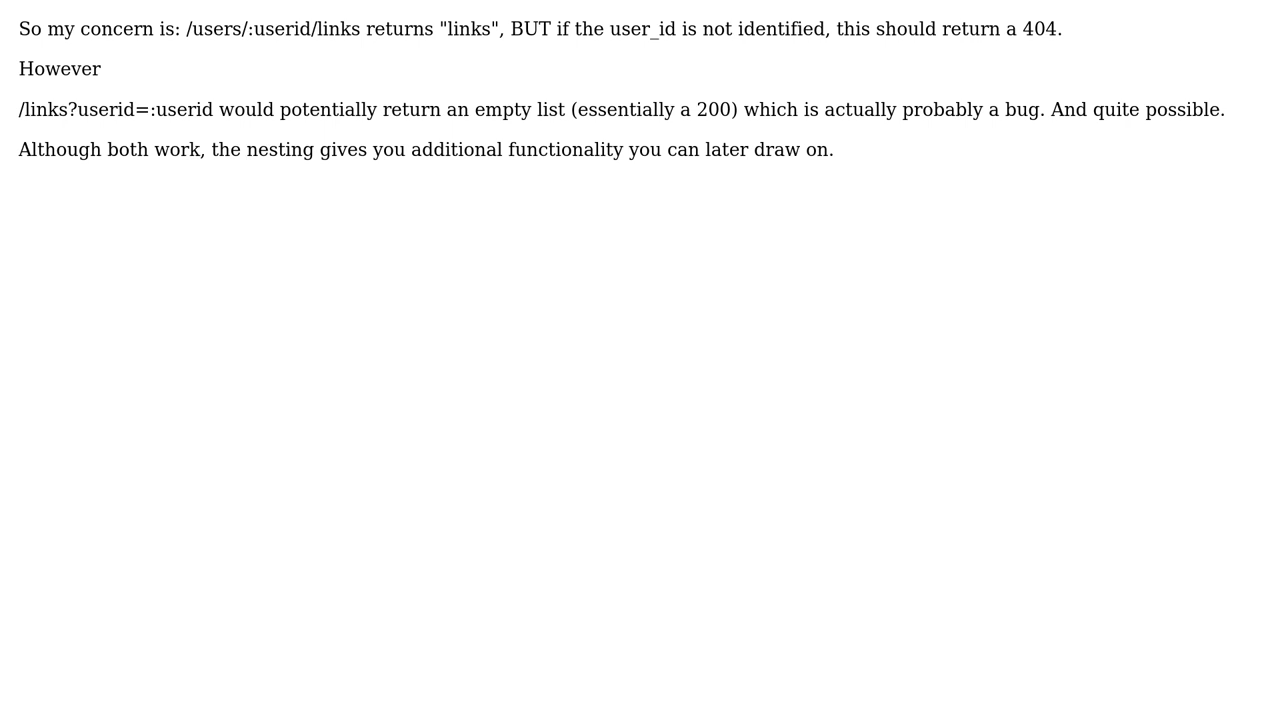 So my concern is: /users/:userid/links returns "links", BUT if the user_id is not identified, this should return a 404.
However
/links?userid=:userid would potentially return an empty list (essentially a 200) which is actually probably a bug. And quite possible.
Although both work, the nesting gives you additional functionality you can later draw on.